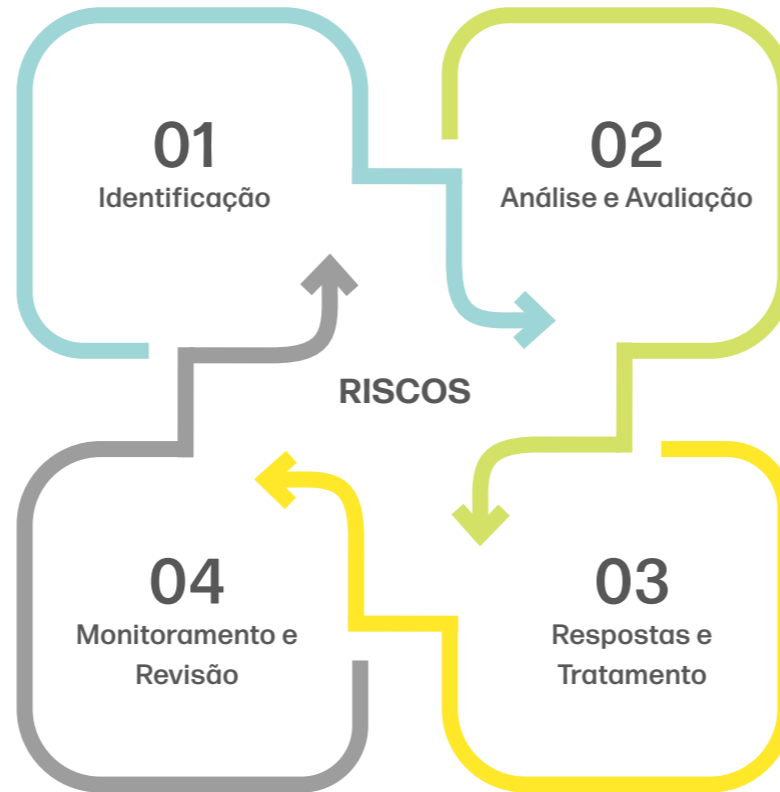 01
Identificação
02
Análise e Avaliação
RISCOS
03
Respostas e
Tratamento
04
Monitoramento e
Revisão